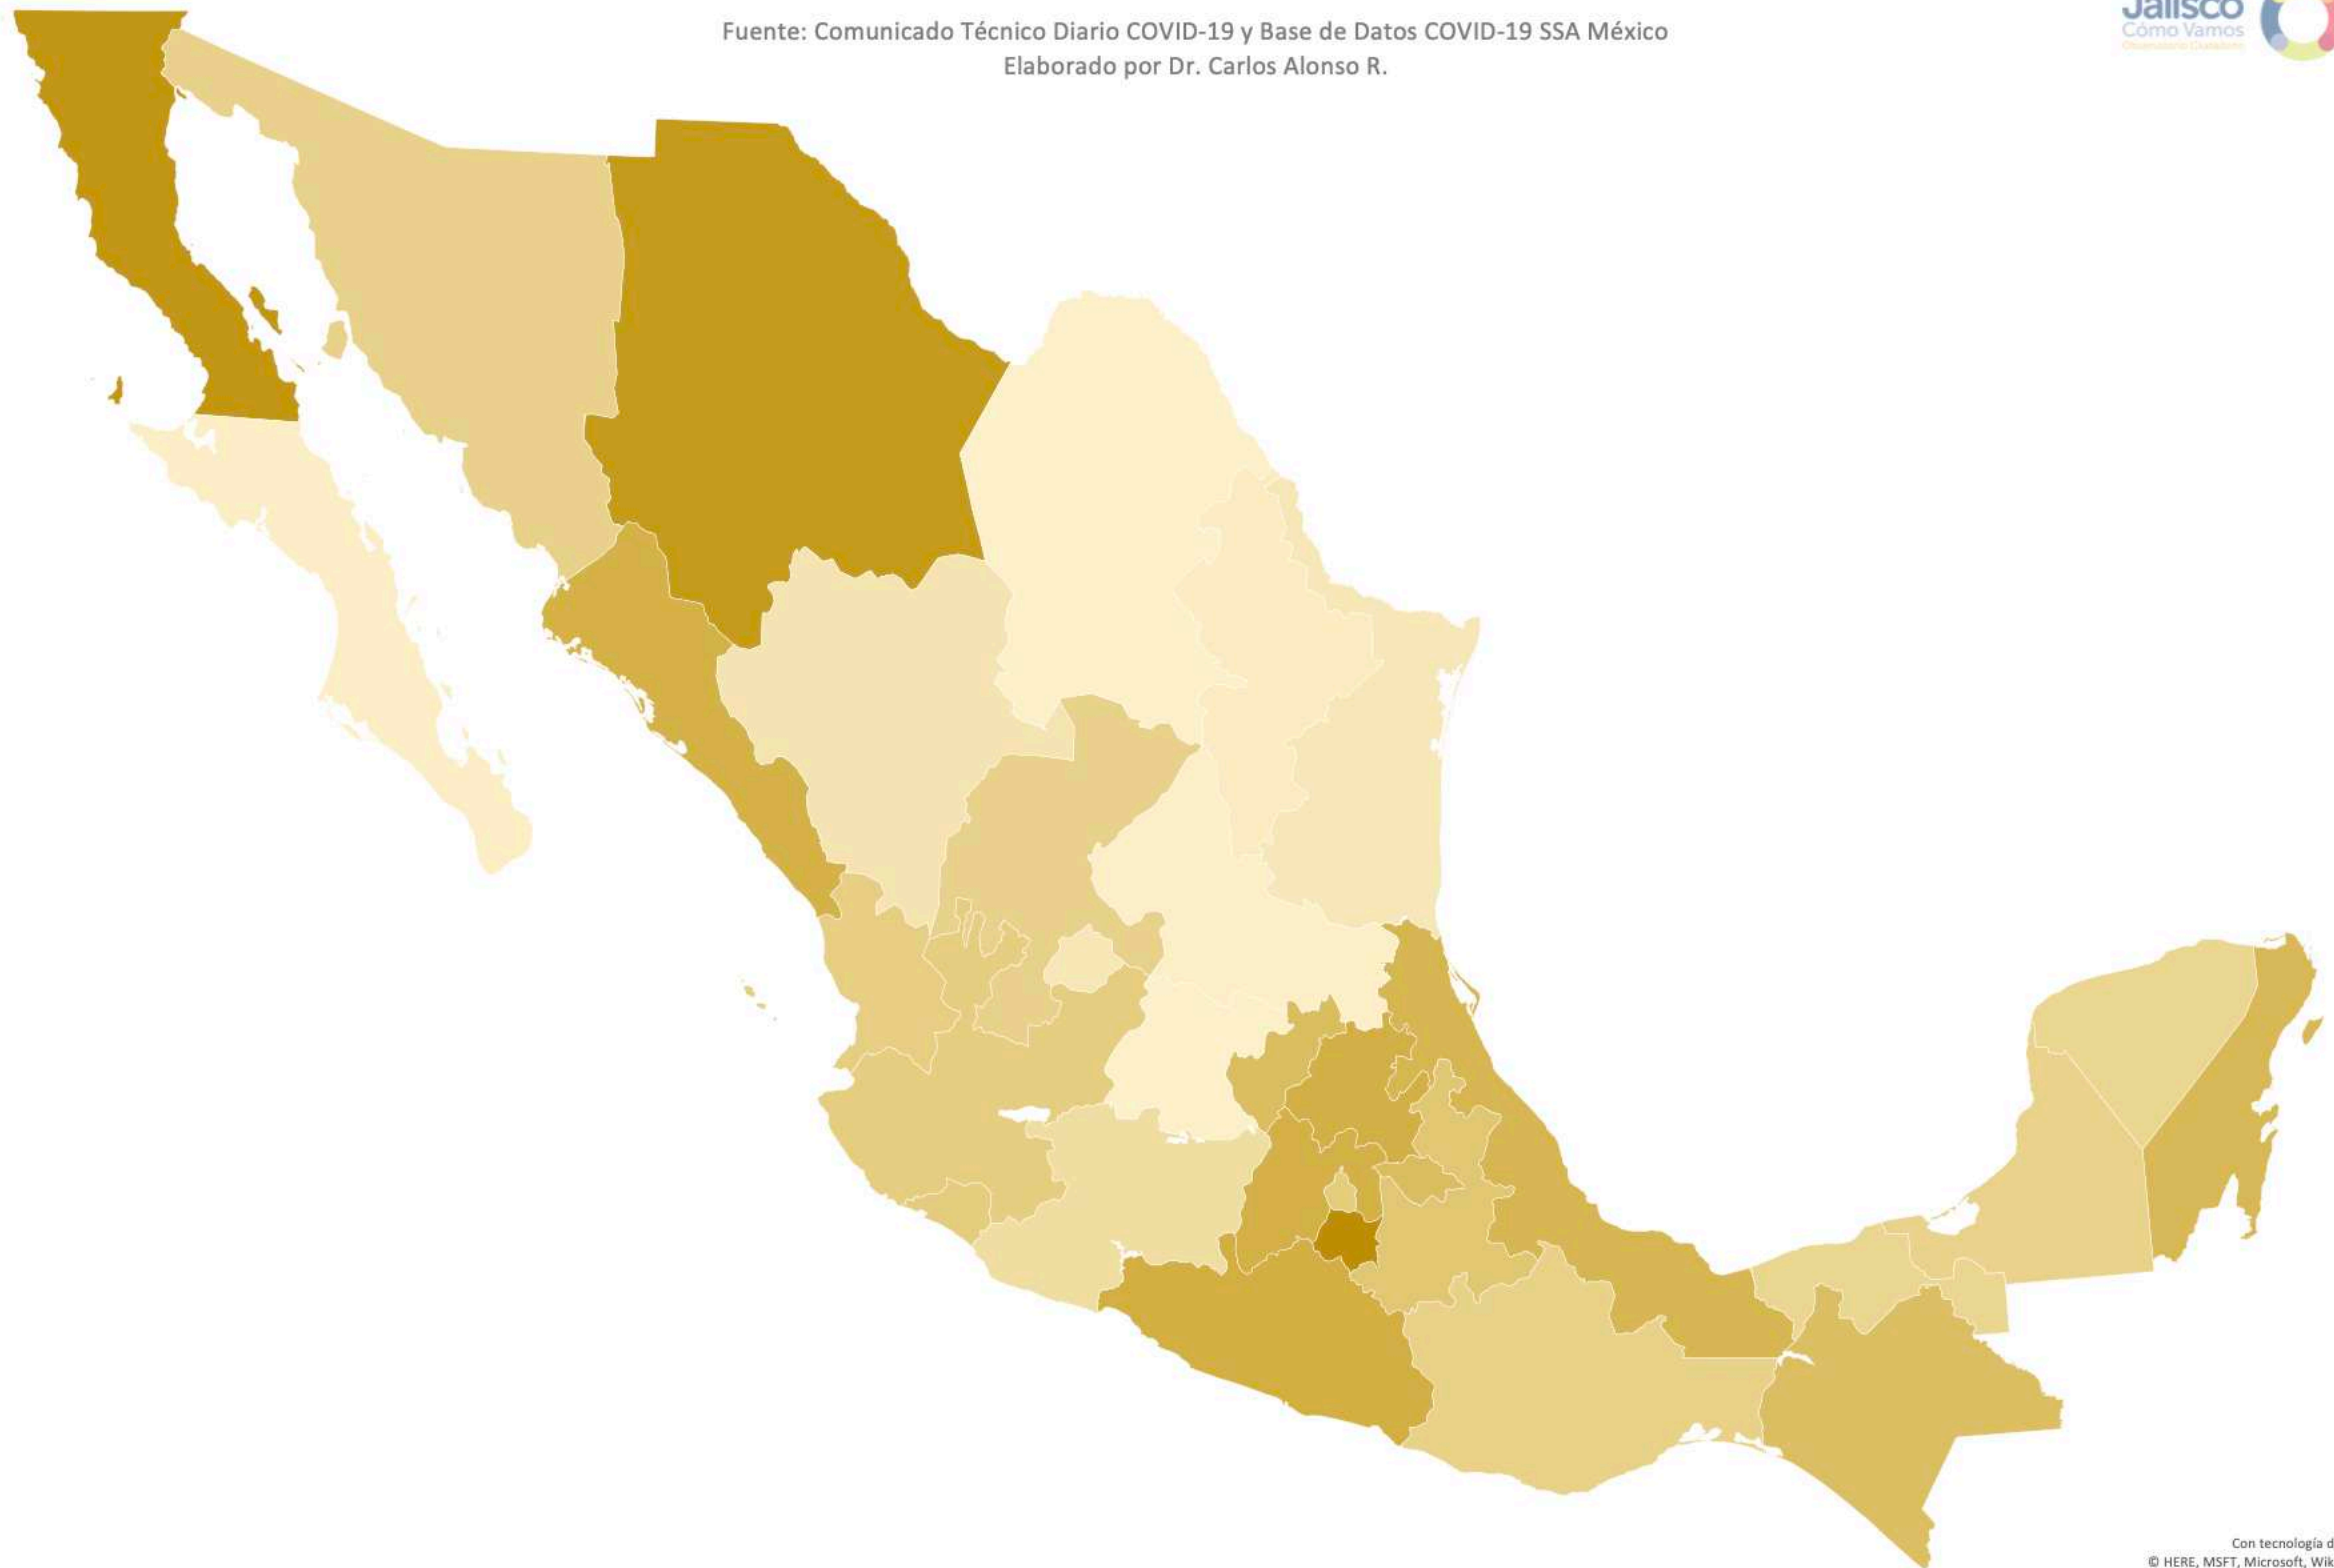 Jalisco
Cómo Vamos
Fuente: Comunicado Técnico Diario COVID-19 y Base de Datos COVID-19 SSA México
Elaborado por Dr. Carlos Alonso R.
Con tecnología d
© HERE, MSFT, Microsoft, Wik